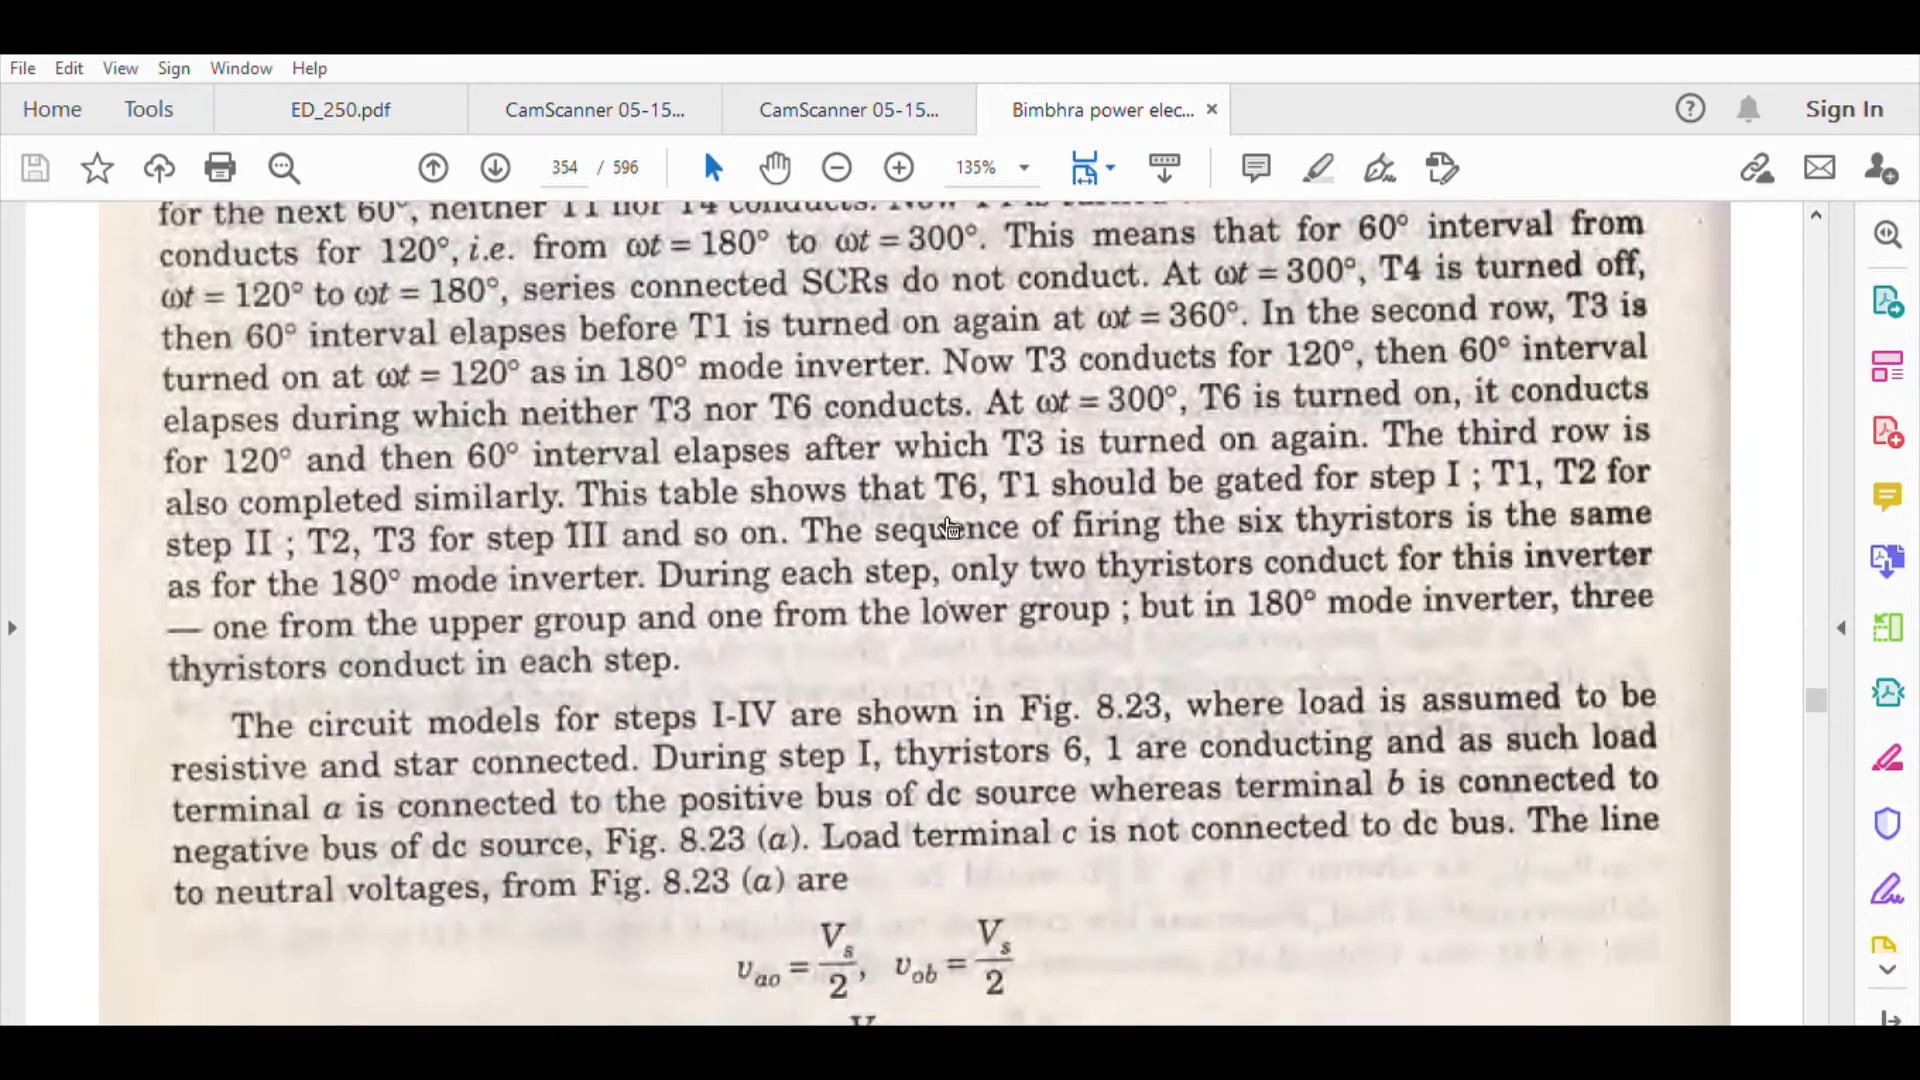 File Edit View Sign Window Help
Home Tools ED_250.pdf CamScanner 05-15... CamScanner 05-15... Bimbhra power elec... × Sign In
354 / 596 135%
for the next 60°, neither T1 nor T4 conducts. Now
conducts for 120°, i.e. from ωt = 180° to ωt = 300°. This means that for 60° interval from
ωt = 120° to ωt = 180°, series connected SCRs do not conduct. At ωt = 300°, T4 is turned off,
then 60° interval elapses before T1 is turned on again at ωt = 360°. In the second row, T3 is
turned on at ωt = 120° as in 180° mode inverter. Now T3 conducts for 120°, then 60° interval
elapses during which neither T3 nor T6 conducts. At ωt = 300°, T6 is turned on, it conducts
for 120° and then 60° interval elapses after which T3 is turned on again. The third row is
also completed similarly. This table shows that T6, T1 should be gated for step I ; T1, T2 for
step II ; T2, T3 for step III and so on. The sequence of firing the six thyristors is the same
as for the 180° mode inverter. During each step, only two thyristors conduct for this inverter
— one from the upper group and one from the lower group ; but in 180° mode inverter, three
thyristors conduct in each step.
The circuit models for steps I-IV are shown in Fig. 8.23, where load is assumed to be
resistive and star connected. During step I, thyristors 6, 1 are conducting and as such load
terminal a is connected to the positive bus of dc source whereas terminal b is connected to
negative bus of dc source, Fig. 8.23 (a). Load terminal c is not connected to dc bus. The line
to neutral voltages, from Fig. 8.23 (a) are
v_ao = V_s/2, v_ob = V_s/2